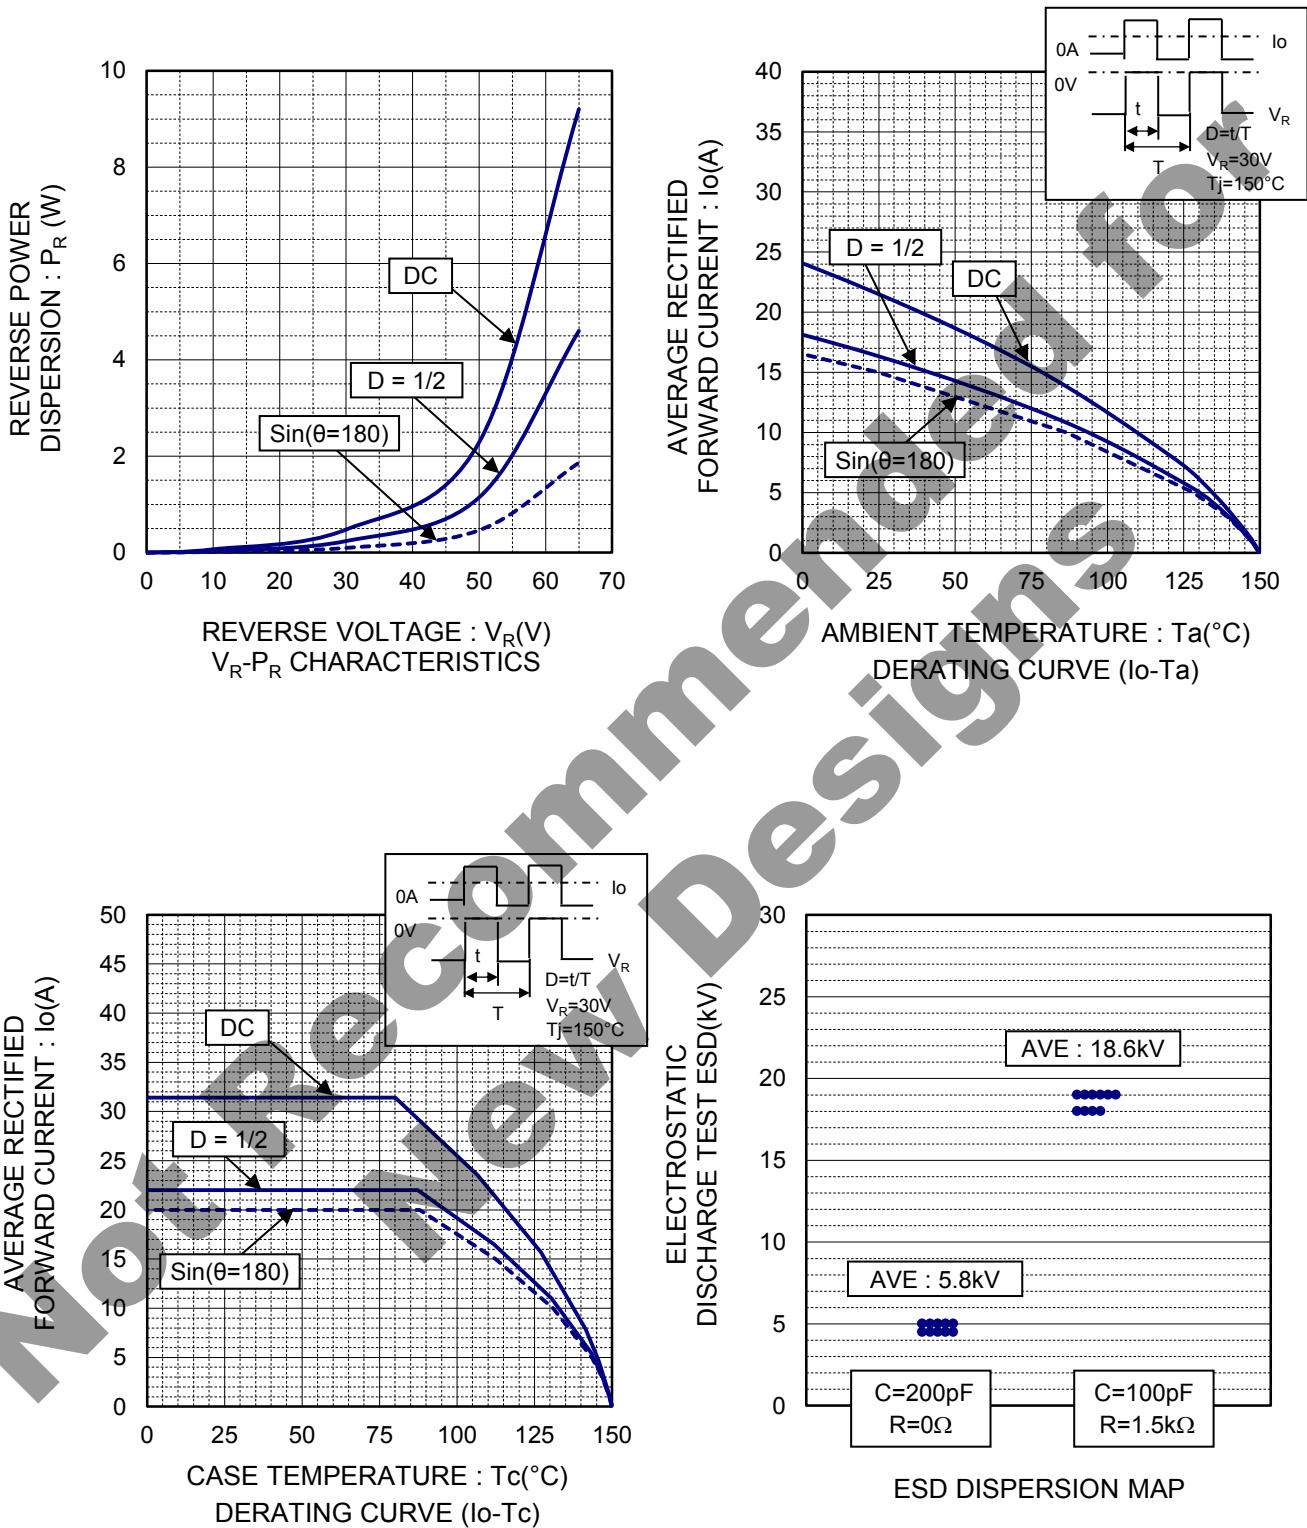 10
8
6
4
2
0
0 10 20 30 40 50 60 70
REVERSE POWER
DISPERSION : PR (W)
DC
D = 1/2
Sin(θ=180)
REVERSE VOLTAGE : VR(V)
VR-PR CHARACTERISTICS
40
35
30
25
20
15
10
5
0
0 25 50 75 100 125 150
AVERAGE RECTIFIED
FORWARD CURRENT : Io(A)
D = 1/2
DC
Sin(θ=180)
0A
Io
0V
VR
t
T
D=t/T
VR=30V
Tj=150°C
AMBIENT TEMPERATURE : Ta(°C)
DERATING CURVE (Io-Ta)
50
45
40
35
30
25
20
15
10
5
0
0 25 50 75 100 125 150
AVERAGE RECTIFIED
FORWARD CURRENT : Io(A)
DC
D = 1/2
Sin(θ=180)
0A
Io
0V
VR
t
T
D=t/T
VR=30V
Tj=150°C
CASE TEMPERATURE : Tc(°C)
DERATING CURVE (Io-Tc)
30
25
20
15
10
5
0
ELECTROSTATIC
DISCHARGE TEST ESD(kV)
AVE : 18.6kV
AVE : 5.8kV
C=200pF
R=0Ω
C=100pF
R=1.5kΩ
ESD DISPERSION MAP
Not Recommended for
New Designs